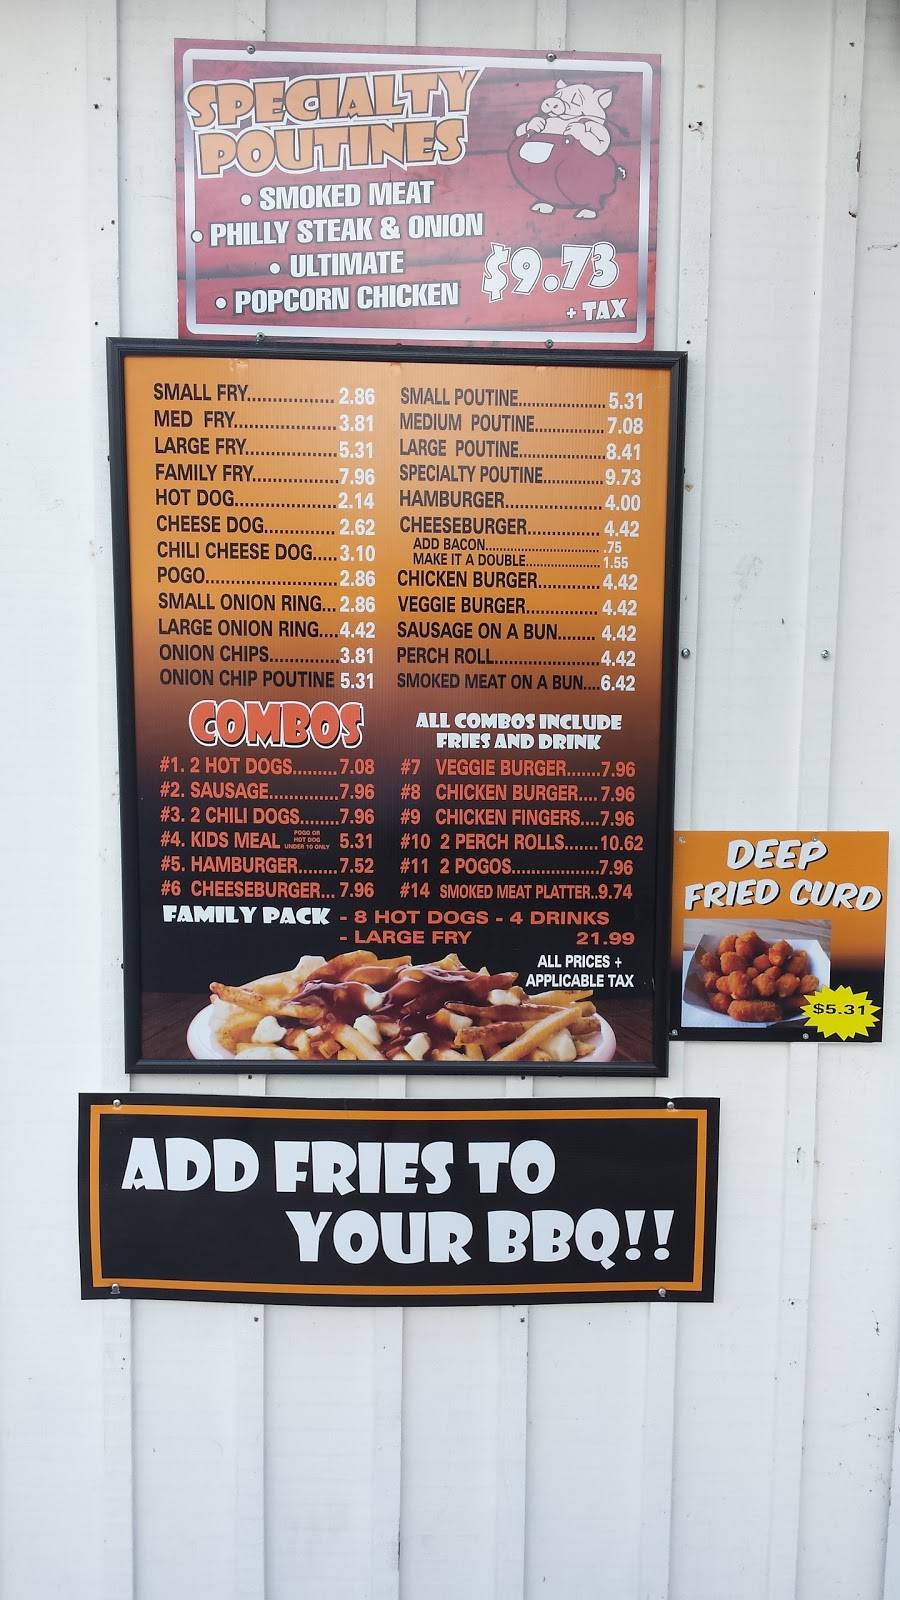 SPECIALTY
POUTINES
• SMOKED MEAT
• PHILLY STEAK & ONION
• ULTIMATE
• POPCORN CHICKEN
$9.73
+ TAX
SMALL FRY.................. 2.86
MED FRY.....................3.81
LARGE FRY...................5.31
FAMILY FRY..................7.96
HOT DOG.....................2.14
CHEESE DOG...............2.62
CHILI CHEESE DOG.....3.10
POGO...........................2.86
SMALL ONION RING...2.86
LARGE ONION RING....4.42
ONION CHIPS..............3.81
ONION CHIP POUTINE 5.31
SMALL POUTINE..................5.31
MEDIUM POUTINE..............7.08
LARGE POUTINE..................8.41
SPECIALTY POUTINE............9.73
HAMBURGER....................4.00
CHEESEBURGER...............4.42
ADD BACON.............................. .75
MAKE IT A DOUBLE.................... 1.55
CHICKEN BURGER.............4.42
VEGGIE BURGER...............4.42
SAUSAGE ON A BUN........ 4.42
PERCH ROLL.....................4.42
SMOKED MEAT ON A BUN....6.42
COMBOS
ALL COMBOS INCLUDE
FRIES AND DRINK
#1. 2 HOT DOGS.........7.08
#2. SAUSAGE..............7.96
#3. 2 CHILI DOGS.......7.96
#4. KIDS MEAL POGO OR HOT DOG UNDER 10 ONLY 5.31
#5. HAMBURGER........7.52
#6 CHEESEBURGER...7.96
#7 VEGGIE BURGER.......7.96
#8 CHICKEN BURGER....7.96
#9 CHICKEN FINGERS....7.96
#10 2 PERCH ROLLS.......10.62
#11 2 POGOS..................7.96
#14 SMOKED MEAT PLATTER..9.74
FAMILY PACK - 8 HOT DOGS - 4 DRINKS
- LARGE FRY 21.99
ALL PRICES +
APPLICABLE TAX
DEEP
FRIED CURD
$5.31
ADD FRIES TO
YOUR BBQ!!